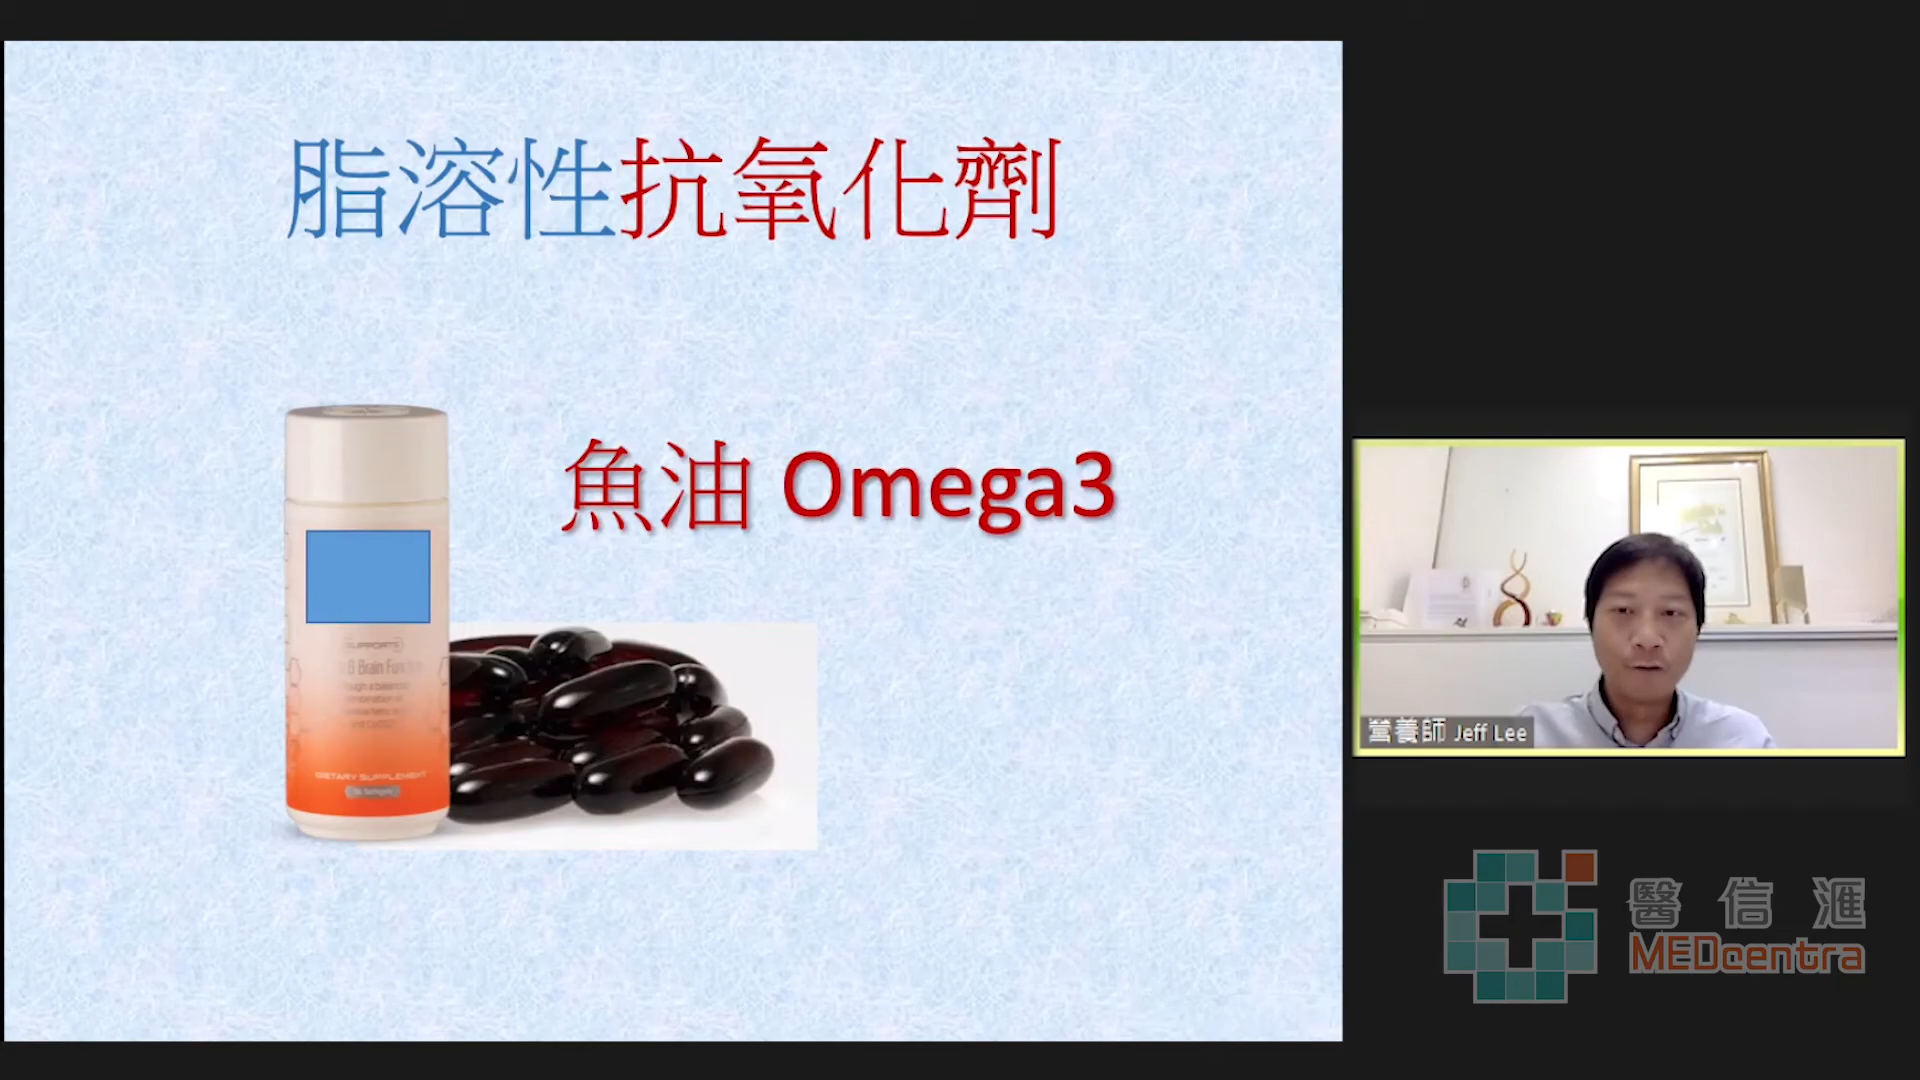 脂溶性抗氧化劑
魚油 Omega3
SUPPORTS
Brain
DIETARY SUPPLEMENT
營養師 Jeff Lee
醫信滙
MEDcentra